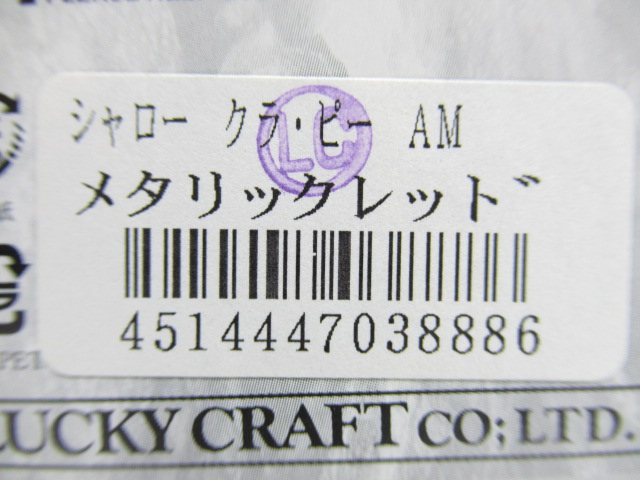 シャロー クラ・ピー AM
LC
メタリックレッド
4514447038886
PET
LUCKY CRAFT CO;LTD.